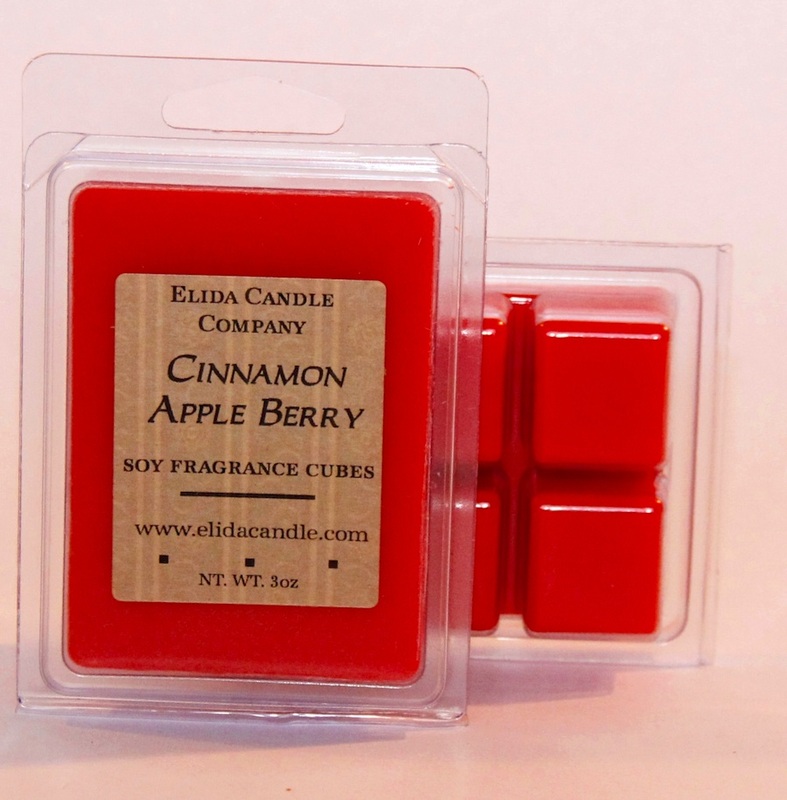 Elida Candle
Company
Cinnamon
Apple Berry
SOY FRAGRANCE CUBES
www.elidacandle.com
NT. WT. 3oz